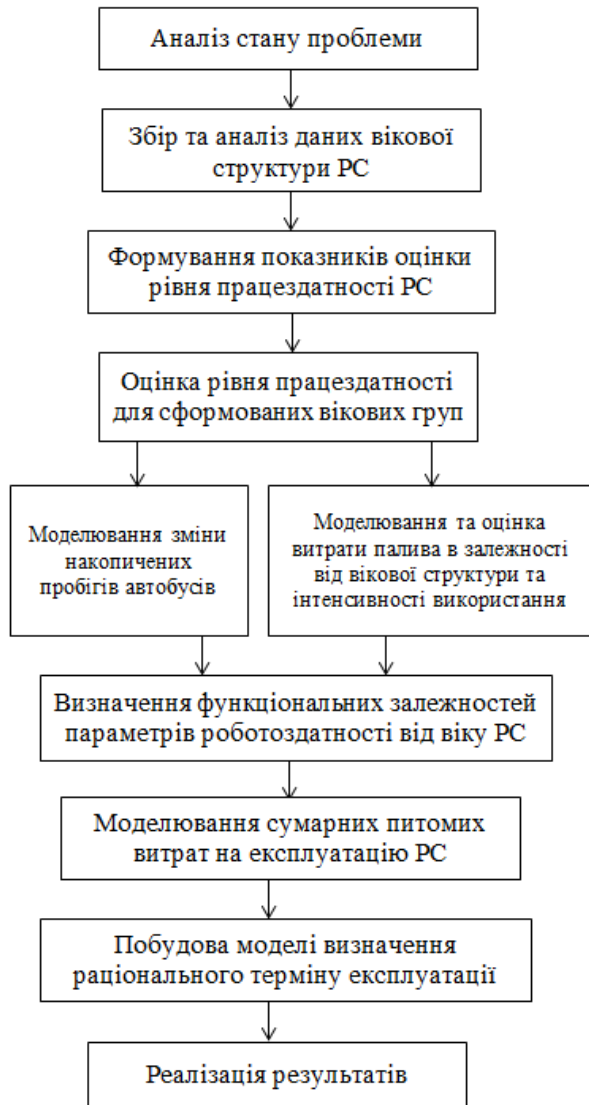 Аналіз стану проблеми
Збір та аналіз даних вікової
структури РС
Формування показників оцінки
рівня працездатності РС
Оцінка рівня працездатності
для сформованих вікових груп
Моделювання зміни
накопичених
пробігів автобусів
Моделювання та оцінка
витрати палива в залежності
від вікової структури та
інтенсивності використання
Визначення функціональних залежностей
параметрів роботоздатності від віку РС
Моделювання сумарних питомих
витрат на експлуатацію РС
Побудова моделі визначення
раціонального терміну експлуатації
Реалізація результатів